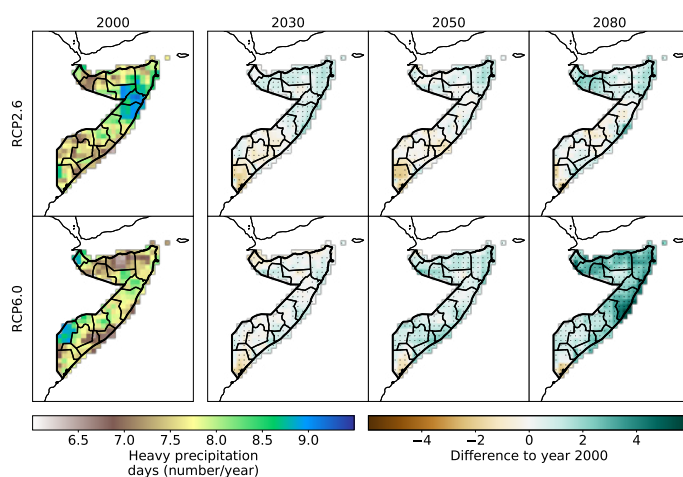 2000 2030 2050 2080
RCP2.6
RCP6.0
6.5 7.0 7.5 8.0 8.5 9.0
−4 −2 0 2 4
Heavy precipitation
days (number/year)
Difference to year 2000